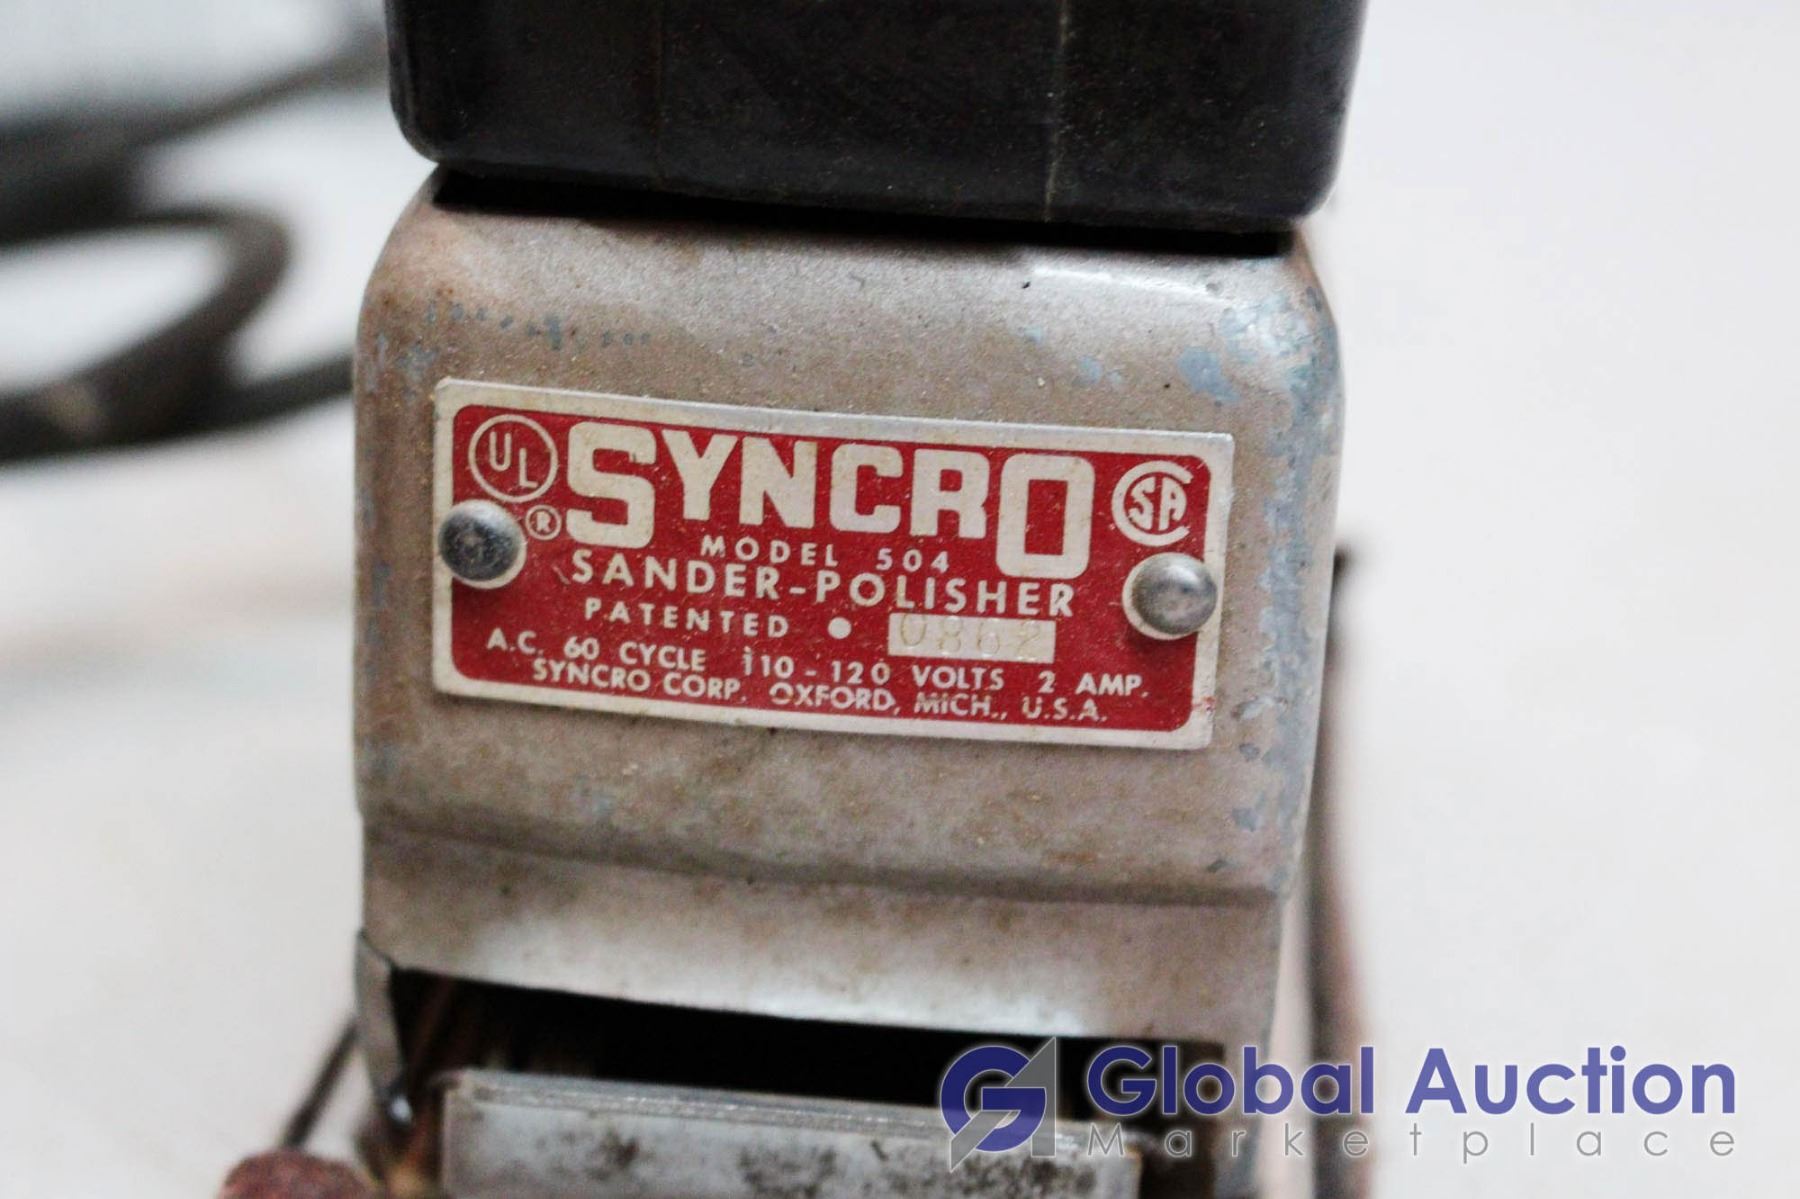 UL
®
SYNCRO
SA
MODEL 504
SANDER-POLISHER
PATENTED • 0862
A.C. 60 CYCLE 110-120 VOLTS 2 AMP.
SYNCRO CORP. OXFORD, MICH., U.S.A.
Global Auction
Marketplace